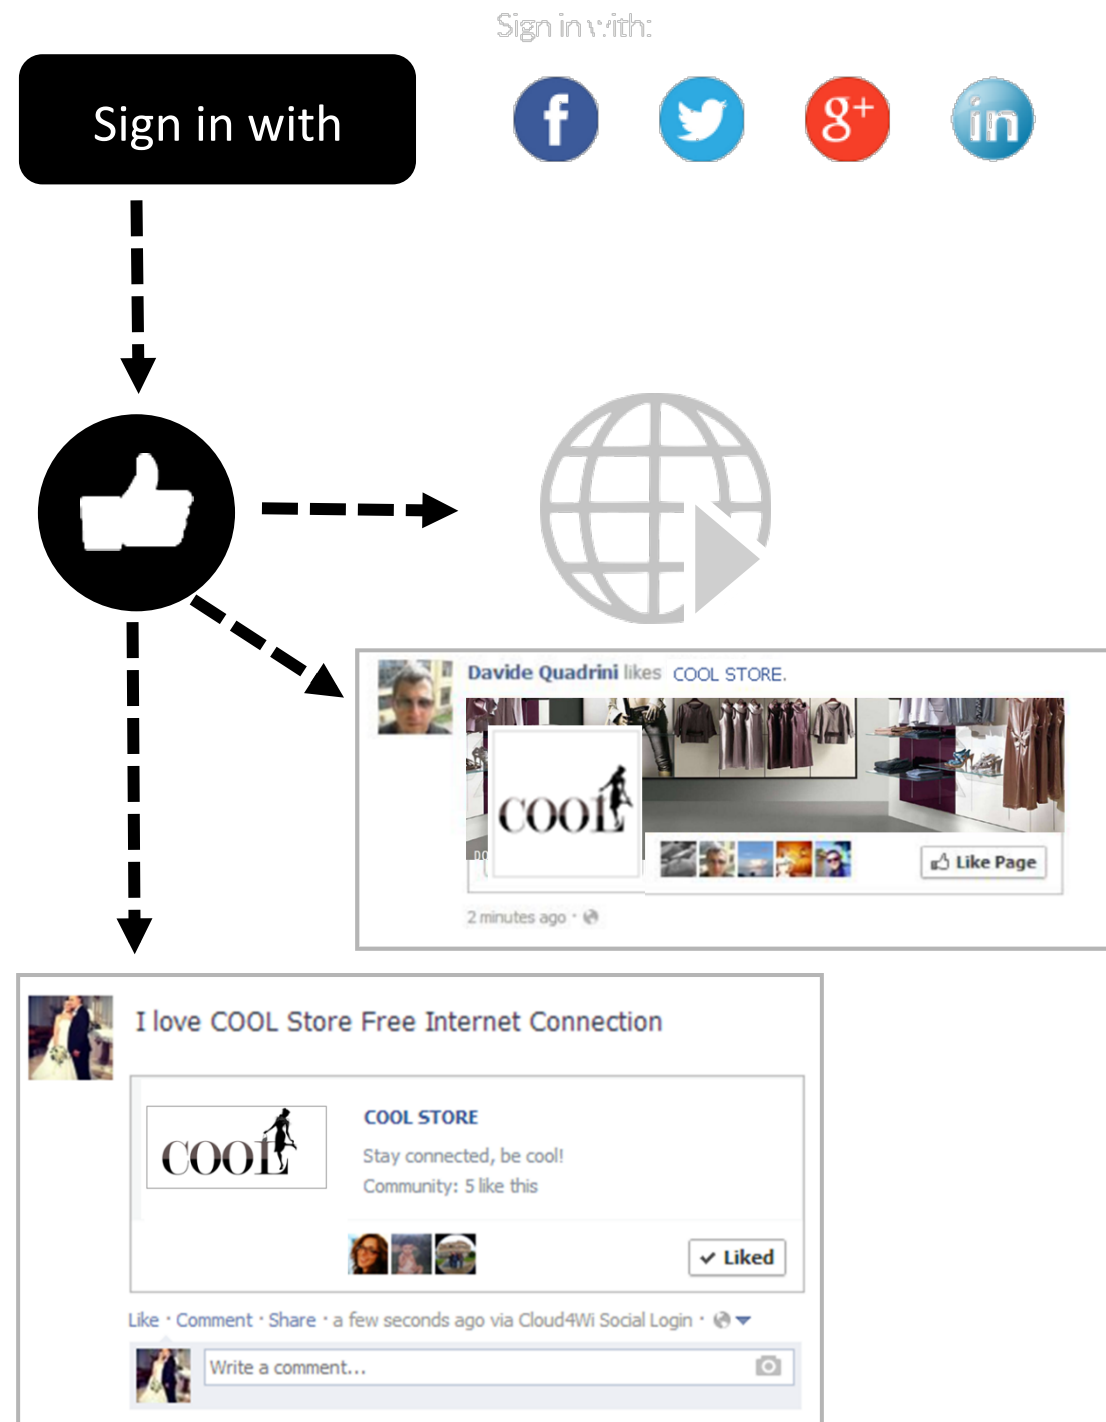 Sign in with:
Sign in with
f
g+
in
Davide Quadrini likes COOL STORE.
COOL
Like Page
2 minutes ago ·
I love COOL Store Free Internet Connection
COOL
COOL STORE
Stay connected, be cool!
Community: 5 like this
Liked
Like · Comment · Share · a few seconds ago via Cloud4Wi Social Login ·
Write a comment...